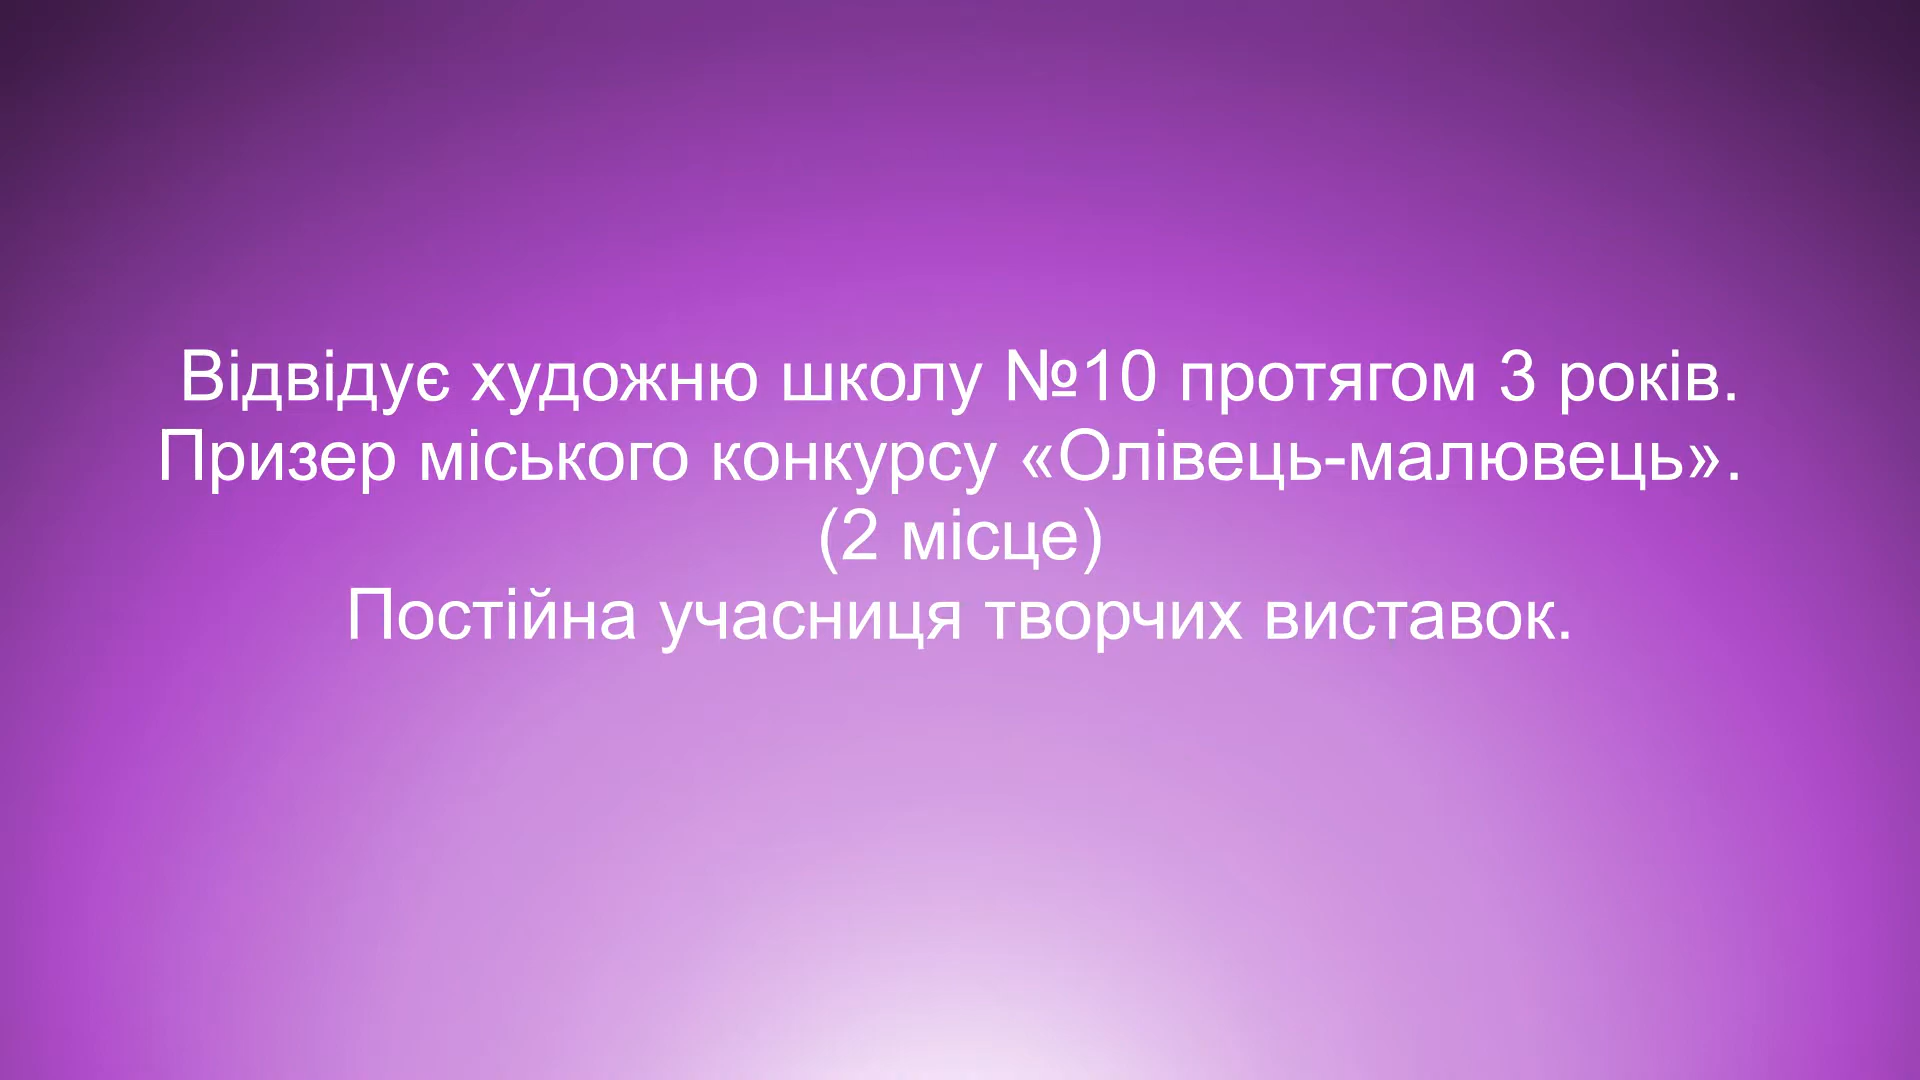 Відвідує художню школу №10 протягом 3 років.
Призер міського конкурсу «Олівець-малювець».
(2 місце)
Постійна учасниця творчих виставок.